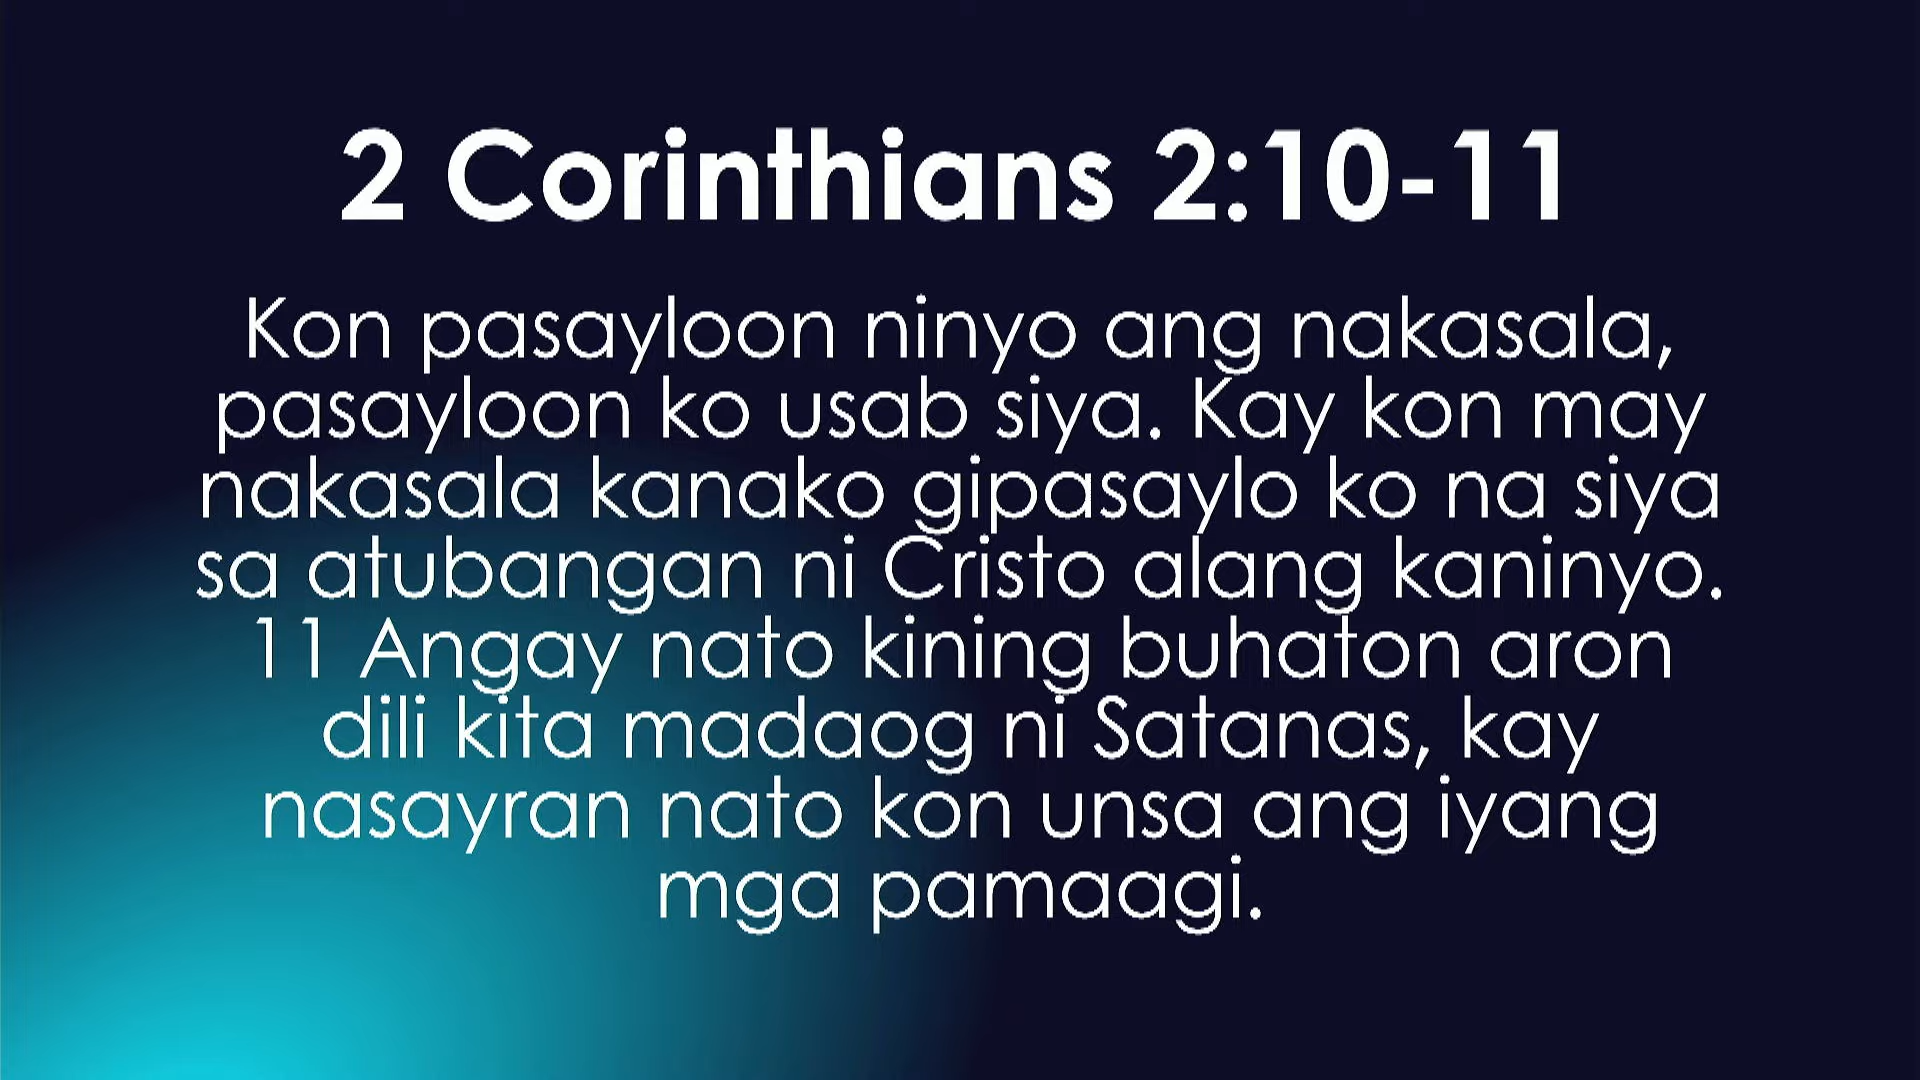 2 Corinthians 2:10-11
Kon pasayloon ninyo ang nakasala,
pasayloon ko usab siya. Kay kon may
nakasala kanako gipasaylo ko na siya
sa atubangan ni Cristo alang kaninyo.
11 Angay nato kining buhaton aron
dili kita madaog ni Satanas, kay
nasayran nato kon unsa ang iyang
mga pamaagi.